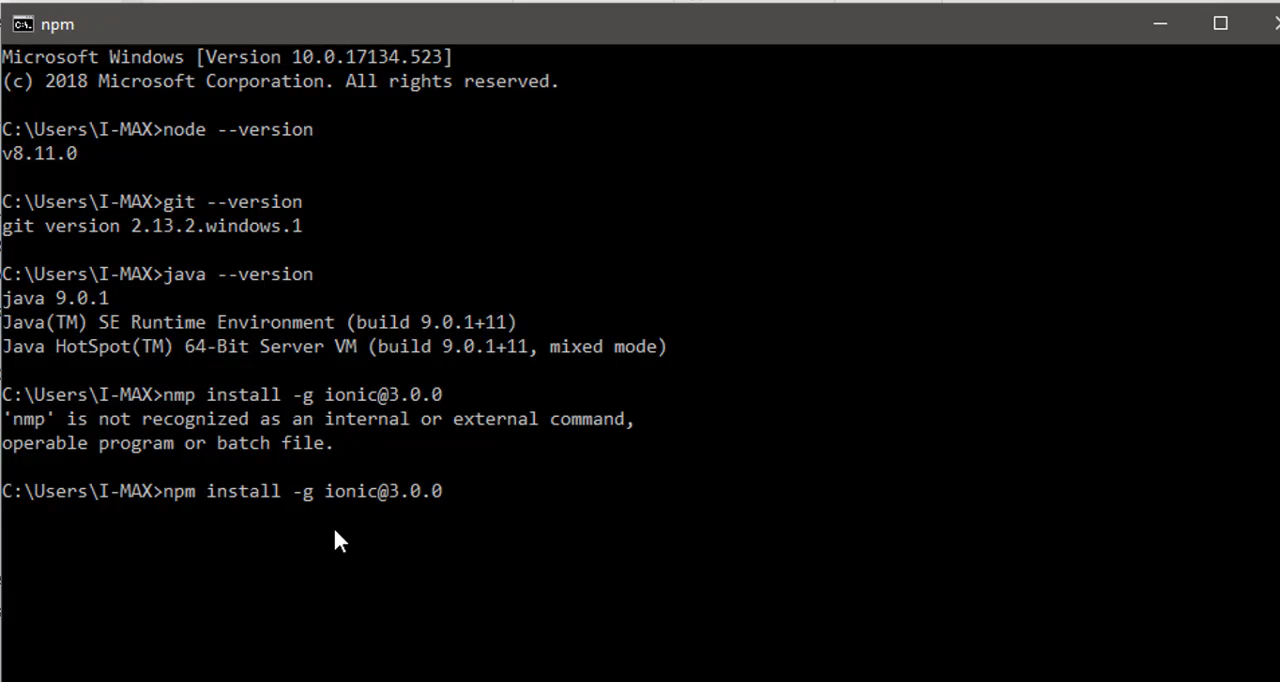 npm
Microsoft Windows [Version 10.0.17134.523]
(c) 2018 Microsoft Corporation. All rights reserved.
C:\Users\I-MAX>node --version
v8.11.0
C:\Users\I-MAX>git --version
git version 2.13.2.windows.1
C:\Users\I-MAX>java --version
java 9.0.1
Java(TM) SE Runtime Environment (build 9.0.1+11)
Java HotSpot(TM) 64-Bit Server VM (build 9.0.1+11, mixed mode)
C:\Users\I-MAX>nmp install -g ionic@3.0.0
'nmp' is not recognized as an internal or external command,
operable program or batch file.
C:\Users\I-MAX>npm install -g ionic@3.0.0